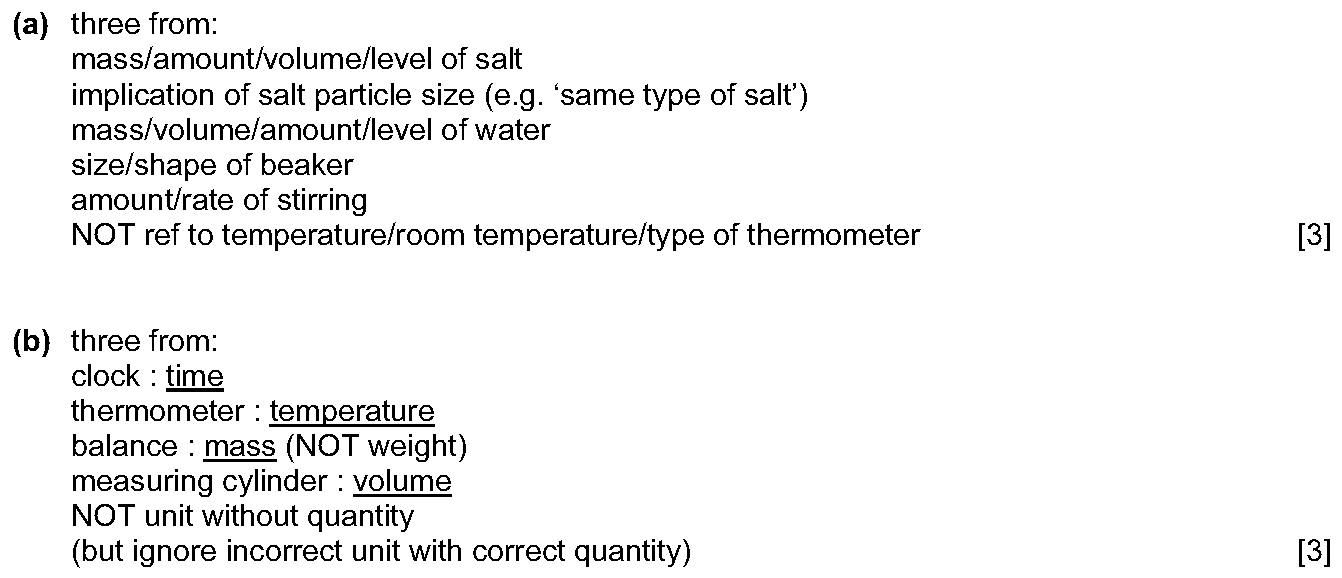 (a) three from:
mass/amount/volume/level of salt
implication of salt particle size (e.g. ‘same type of salt’)
mass/volume/amount/level of water
size/shape of beaker
amount/rate of stirring
NOT ref to temperature/room temperature/type of thermometer [3]
(b) three from:
clock : time
thermometer : temperature
balance : mass (NOT weight)
measuring cylinder : volume
NOT unit without quantity
(but ignore incorrect unit with correct quantity) [3]